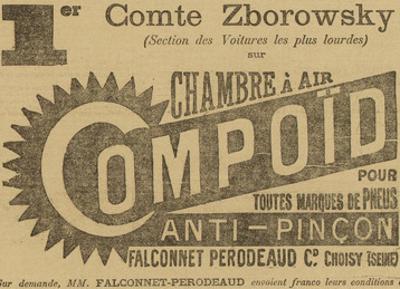 1er Comte Zborowsky
(Section des Voitures les plus lourdes)
sur
CHAMBRE À AIR
COMPOÏD
POUR
TOUTES MARQUES DE PNEUS
ANTI-PINÇON
FALCONNET PERODEAUD Co CHOISY (SEINE)
Sur demande, MM. FALCONNET-PERODEAUD envoient franco leurs conditions